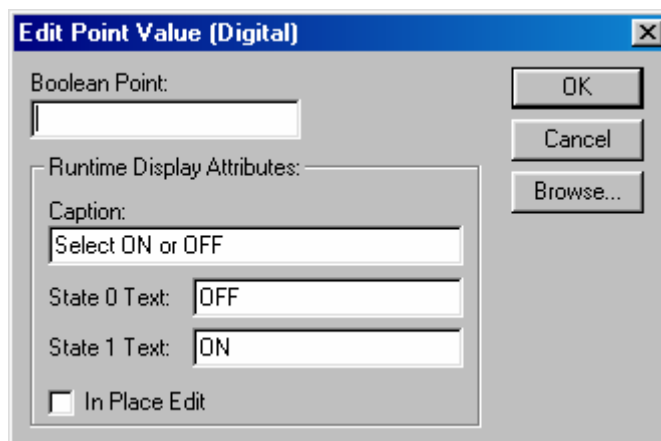 Edit Point Value (Digital)
Boolean Point:
OK
Cancel
Browse...
Runtime Display Attributes:
Caption:
Select ON or OFF
State 0 Text: OFF
State 1 Text: ON
In Place Edit